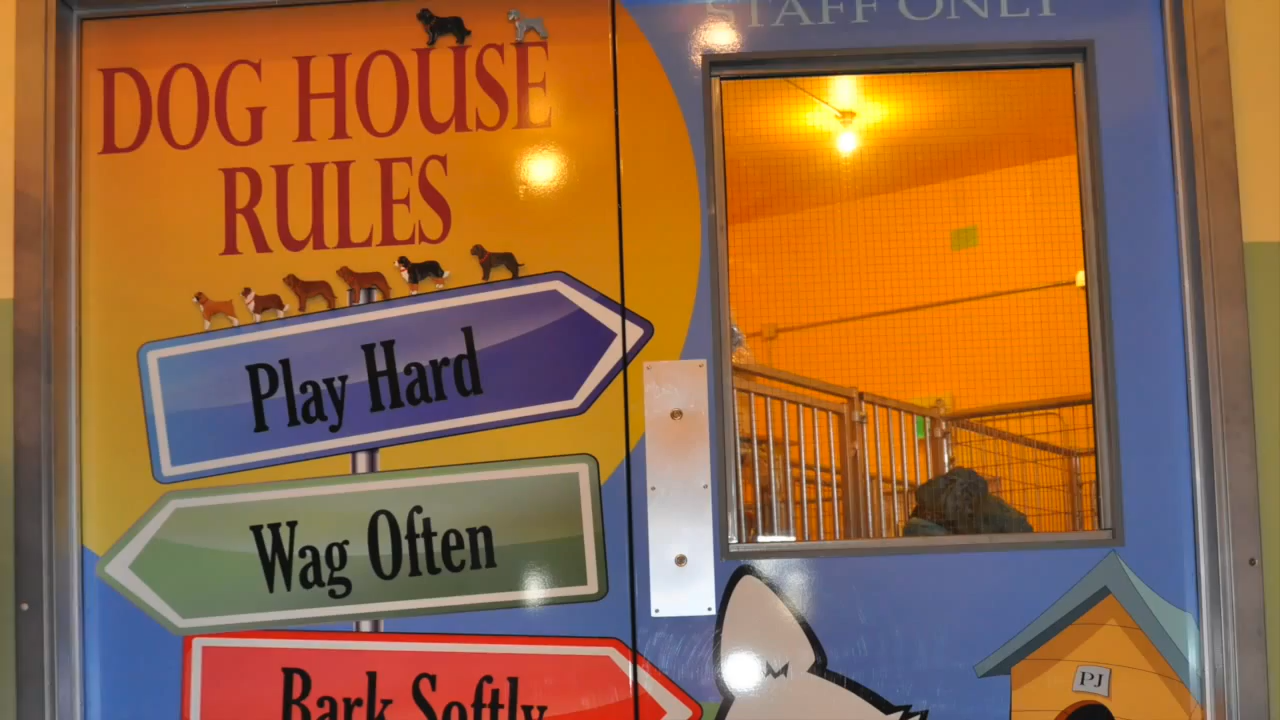 STAFF ONLY
DOG HOUSE
RULES
Play Hard
Wag Often
Bark Softly
PJ